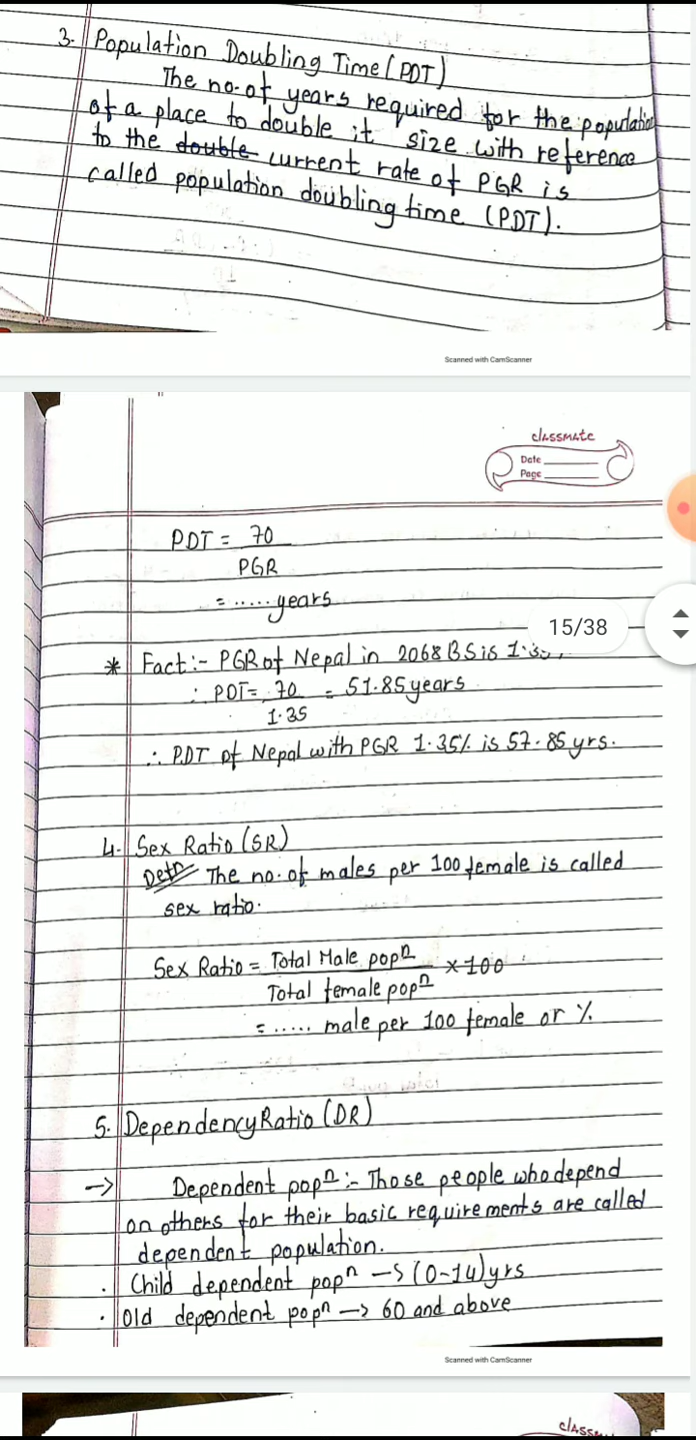 3. Population Doubling Time (PDT)
The no. of years required for the population
of a place to double it size with reference
to the double current rate of PGR is
called population doubling time (PDT).
Scanned with CamScanner
classmate
Date
Page
PDT = 70
PGR
= ..... years
15/38
* Fact:- PGR of Nepal in 2068 BS is 1.35
∴ PDT = 70 = 51.85 years
1.35
∴ PDT of Nepal with PGR 1.35% is 57.85 yrs.
4. Sex Ratio (SR)
Defn The no. of males per 100 female is called
sex ratio.
Sex Ratio = Total Male popn × 100
Total female popn
= ..... male per 100 female or %
5. Dependency Ratio (DR)
→ Dependent popn :- Those people who depend
on others for their basic requirements are called
dependent population.
. Child dependent popn → (0-14) yrs
. Old dependent popn → 60 and above
Scanned with CamScanner